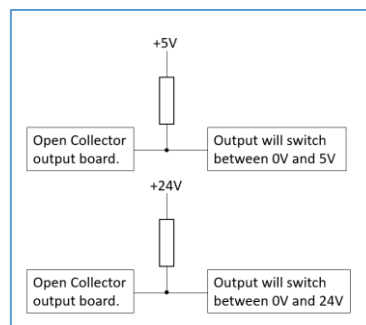 +5V
Open Collector
output board.
Output will switch
between 0V and 5V
+24V
Open Collector
output board.
Output will switch
between 0V and 24V